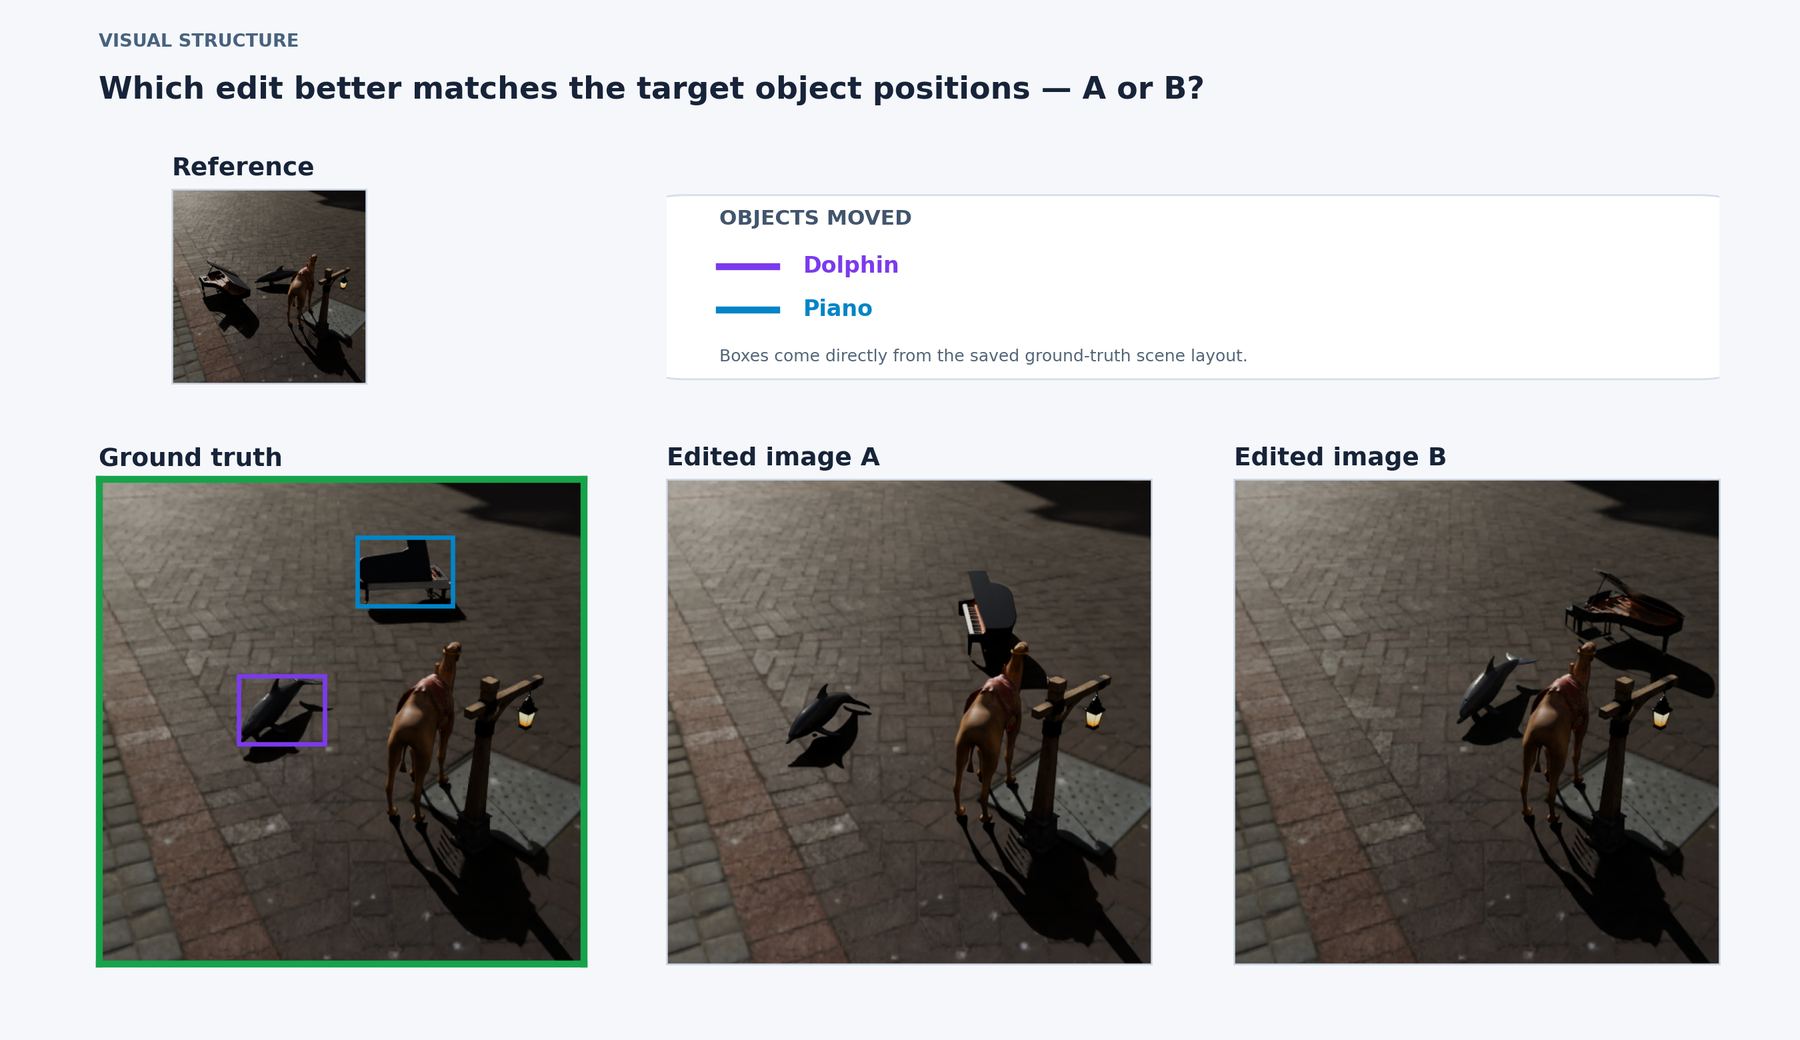 VISUAL STRUCTURE
Which edit better matches the target object positions — A or B?
Reference
OBJECTS MOVED
Dolphin
Piano
Boxes come directly from the saved ground-truth scene layout.
Ground truth
Edited image A
Edited image B